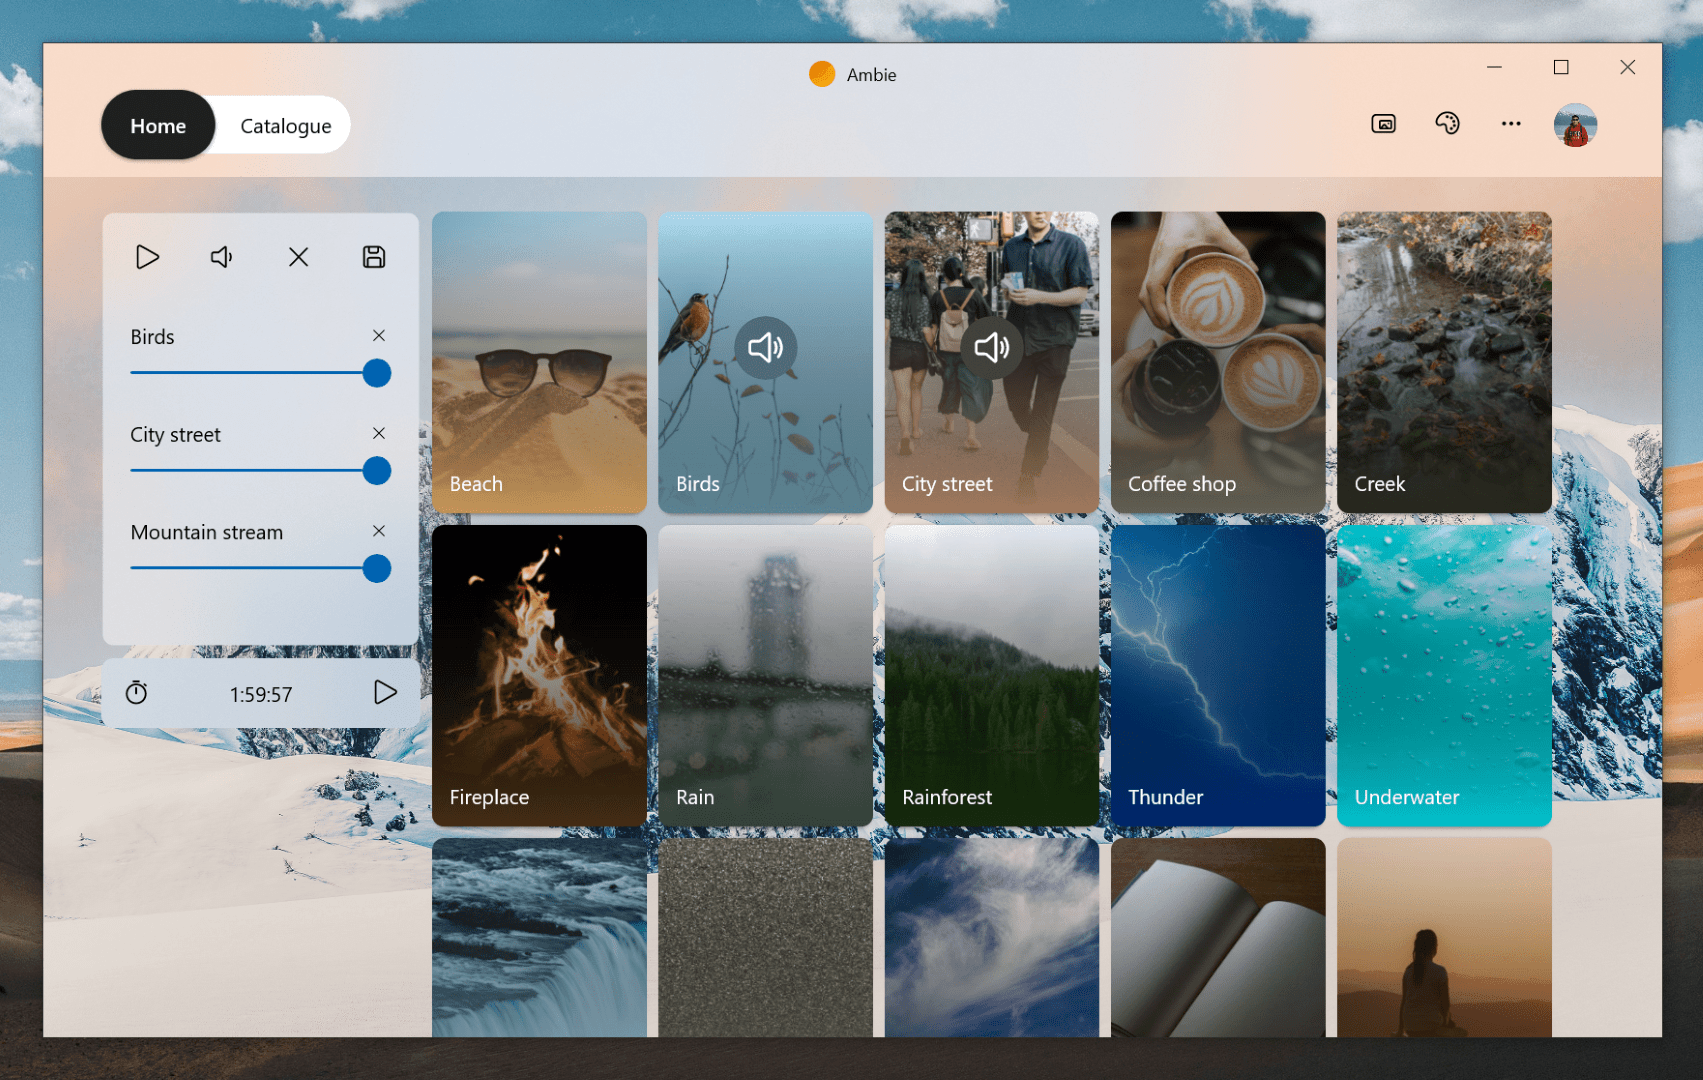 Ambie
Home
Catalogue
Birds
City street
Mountain stream
1:59:57
Beach
Birds
City street
Coffee shop
Creek
Fireplace
Rain
Rainforest
Thunder
Underwater